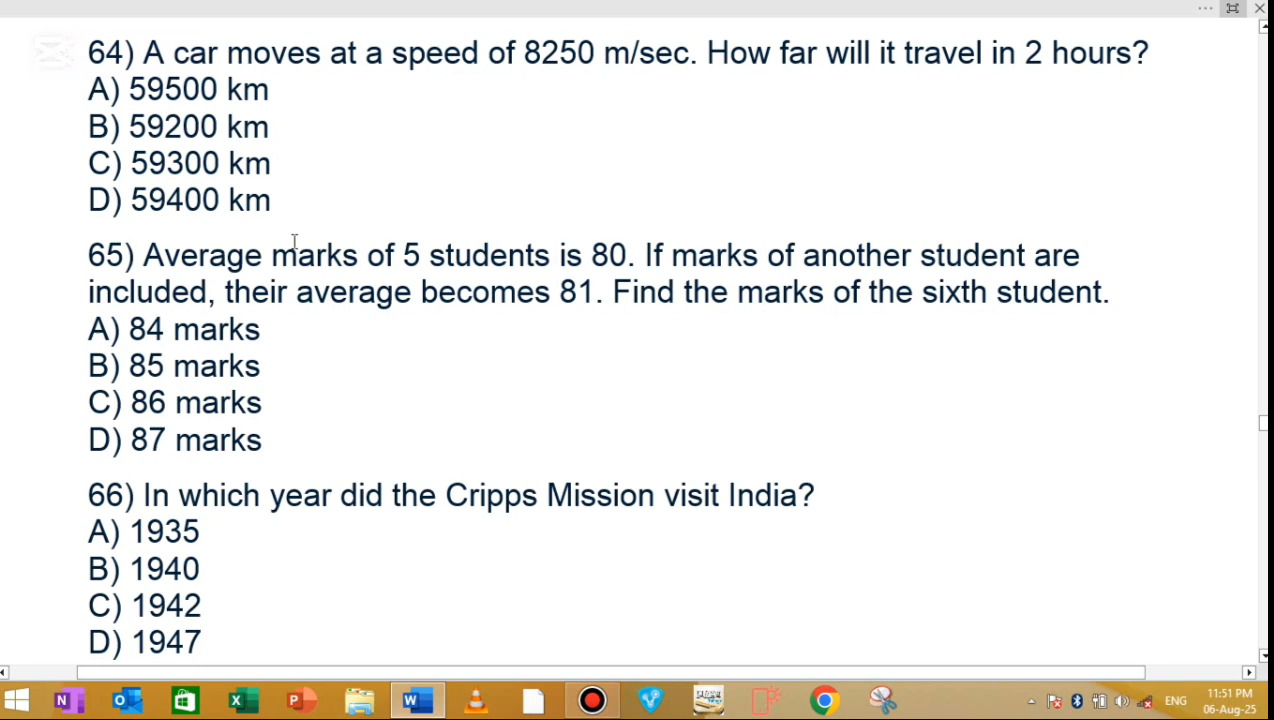 64) A car moves at a speed of 8250 m/sec. How far will it travel in 2 hours?
A) 59500 km
B) 59200 km
C) 59300 km
D) 59400 km
65) Average marks of 5 students is 80. If marks of another student are
included, their average becomes 81. Find the marks of the sixth student.
A) 84 marks
B) 85 marks
C) 86 marks
D) 87 marks
66) In which year did the Cripps Mission visit India?
A) 1935
B) 1940
C) 1942
D) 1947
ENG
11:51 PM
06-Aug-25